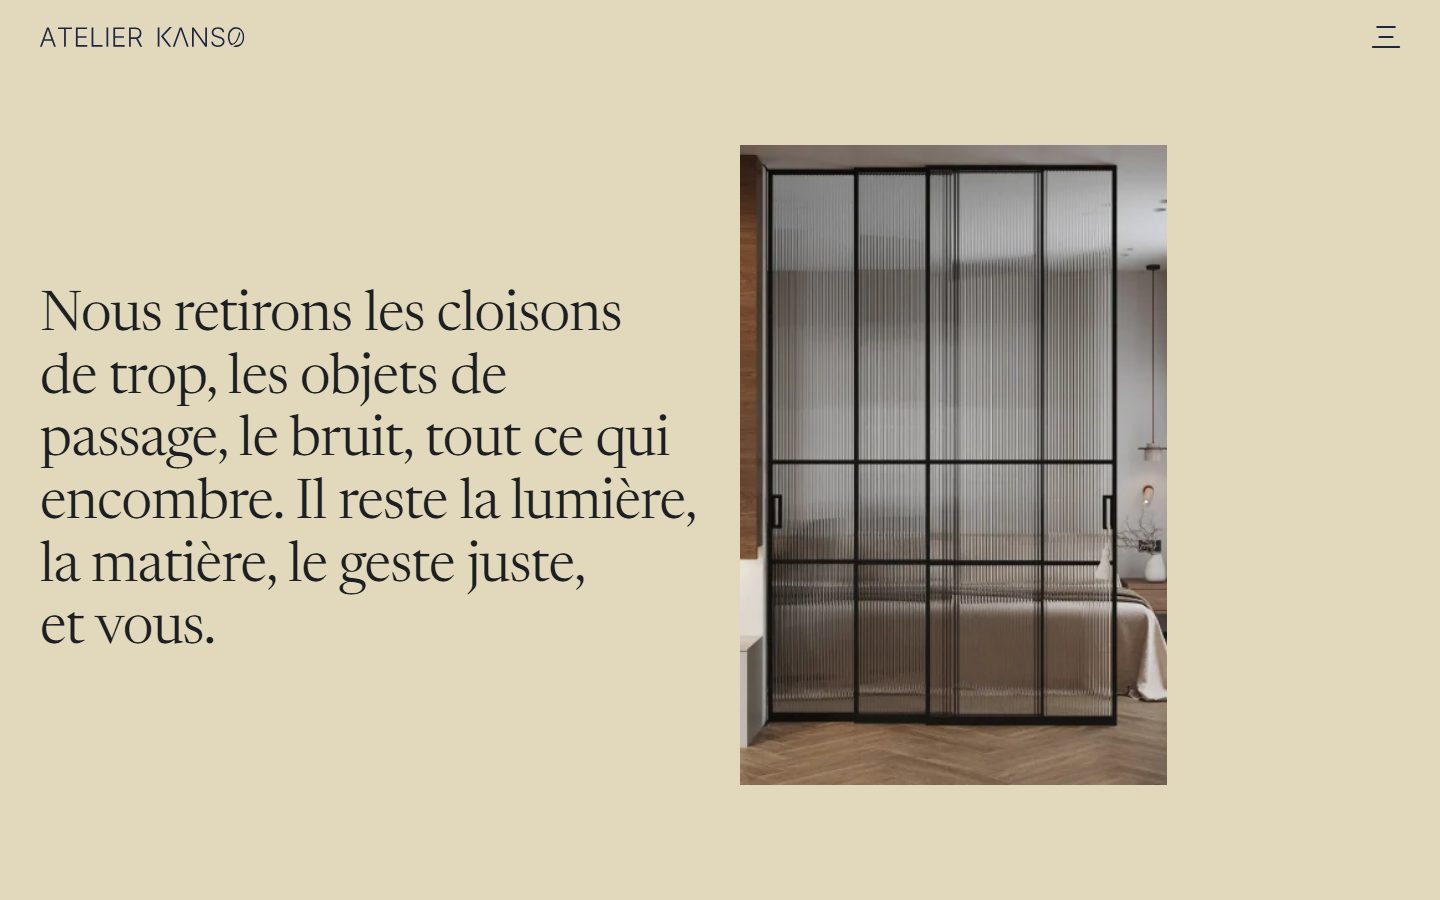 ATELIER KANSO
Nous retirons les cloisons
de trop, les objets de
passage, le bruit, tout ce qui
encombre. Il reste la lumière,
la matière, le geste juste,
et vous.